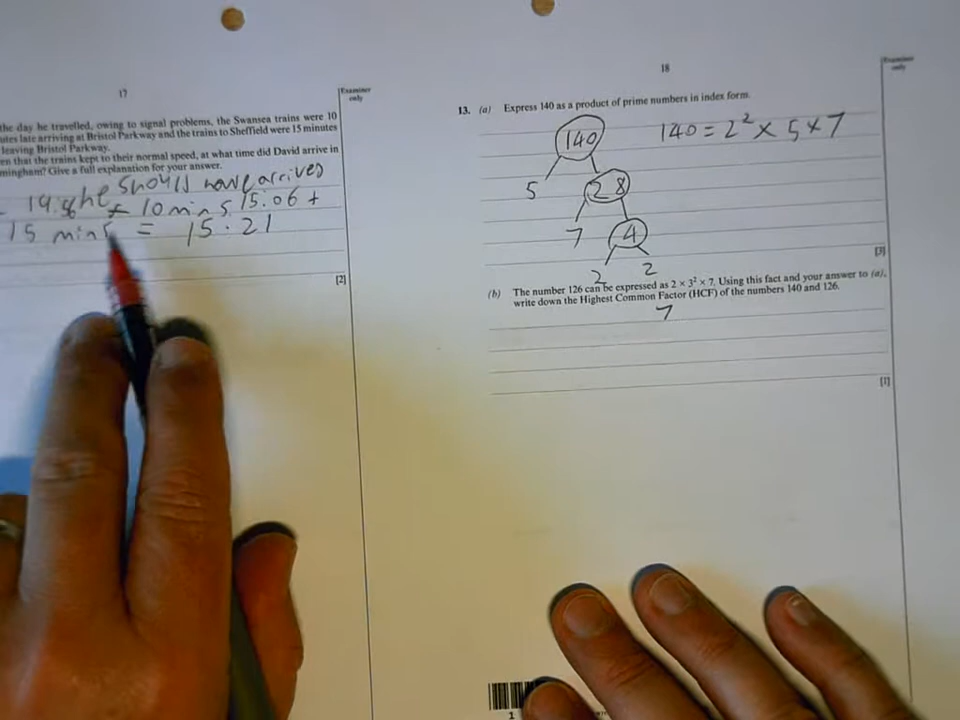 17
Examiner
only
the day he travelled, owing to signal problems, the Swansea trains were 10
utes late arriving at Bristol Parkway and the trains to Sheffield were 15 minutes
leaving Bristol Parkway.
en that the trains kept to their normal speed, at what time did David arrive in
mingham? Give a full explanation for your answer.
he should have arrived
+ 10 mins 15.06 +
15 mins = 15.21
[2]
18
Examiner
only
13. (a) Express 140 as a product of prime numbers in index form.
140 140 = 2² × 5 × 7
5 28
7 4
2 2
[3]
(b) The number 126 can be expressed as 2 × 3² × 7. Using this fact and your answer to (a),
write down the Highest Common Factor (HCF) of the numbers 140 and 126.
7
[1]
1